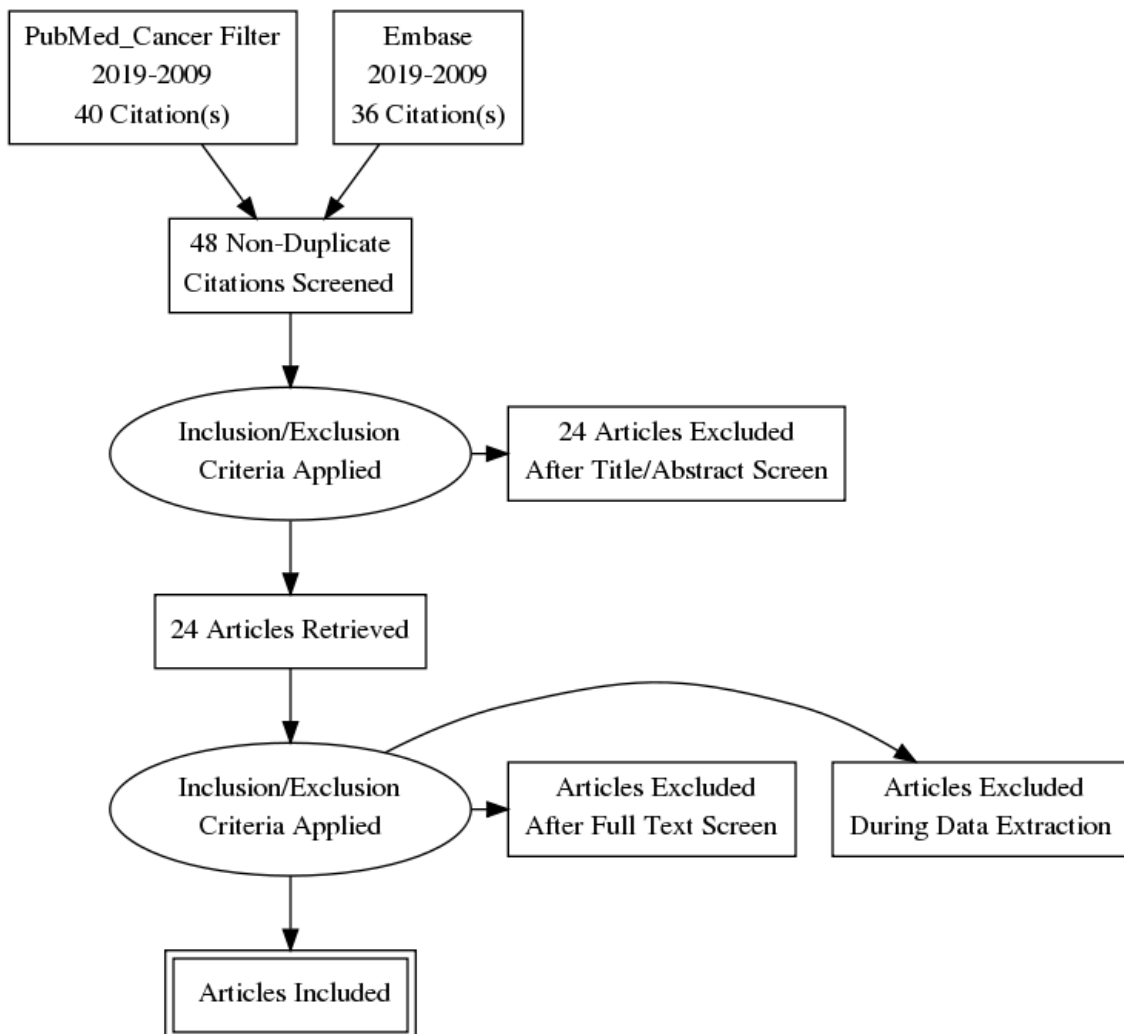 PubMed_Cancer Filter
2019-2009
40 Citation(s)
Embase
2019-2009
36 Citation(s)
48 Non-Duplicate
Citations Screened
Inclusion/Exclusion
Criteria Applied
24 Articles Excluded
After Title/Abstract Screen
24 Articles Retrieved
Inclusion/Exclusion
Criteria Applied
Articles Excluded
After Full Text Screen
Articles Excluded
During Data Extraction
Articles Included